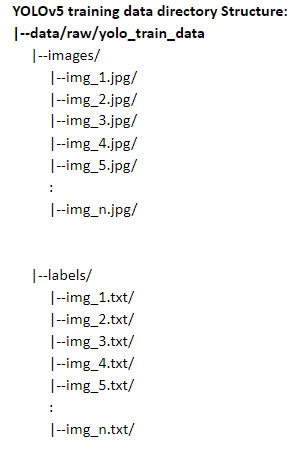 YOLOv5 training data directory Structure:
|--data/raw/yolo_train_data
|--images/
|--img_1.jpg/
|--img_2.jpg/
|--img_3.jpg/
|--img_4.jpg/
|--img_5.jpg/
:
|--img_n.jpg/
|--labels/
|--img_1.txt/
|--img_2.txt/
|--img_3.txt/
|--img_4.txt/
|--img_5.txt/
:
|--img_n.txt/